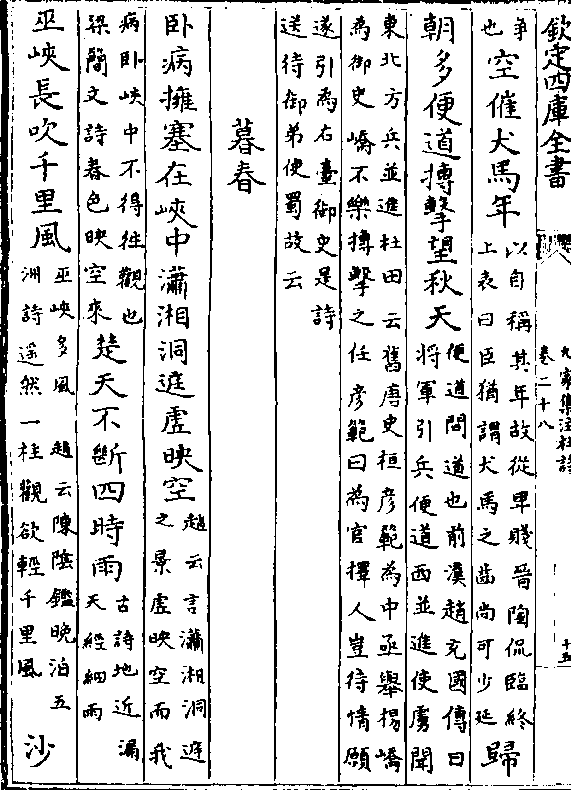 欽定四庫全書 九家集注杜詩 卷二十八 十五
爭也空催犬馬年以自稱其年故從卑賤晉陶侃臨終上表曰臣猶謂犬馬之齒尚可少延歸
朝多便道搏擊望秋天便道間道也前漢趙充國傳曰將軍引兵便道西並進使虜聞
東北方兵並進杜田云舊唐史桓彥範為中丞舉楊嶠為御史嶠不樂搏擊之任彥範曰為官擇人豈待情願
遂引為右臺御史是詩送待御弟使蜀故云
暮春
卧病擁塞在峽中瀟湘洞庭虛映空趙云言瀟湘洞庭之景虛映空而我
病卧峽中不得往觀也梁簡文詩春色映空來楚天不斷四時雨古詩地近漏天經細雨
巫峽長吹千里風巫峽多風趙云陳陰鑑晚泊五洲詩遥然一柱觀欲輕千里風沙